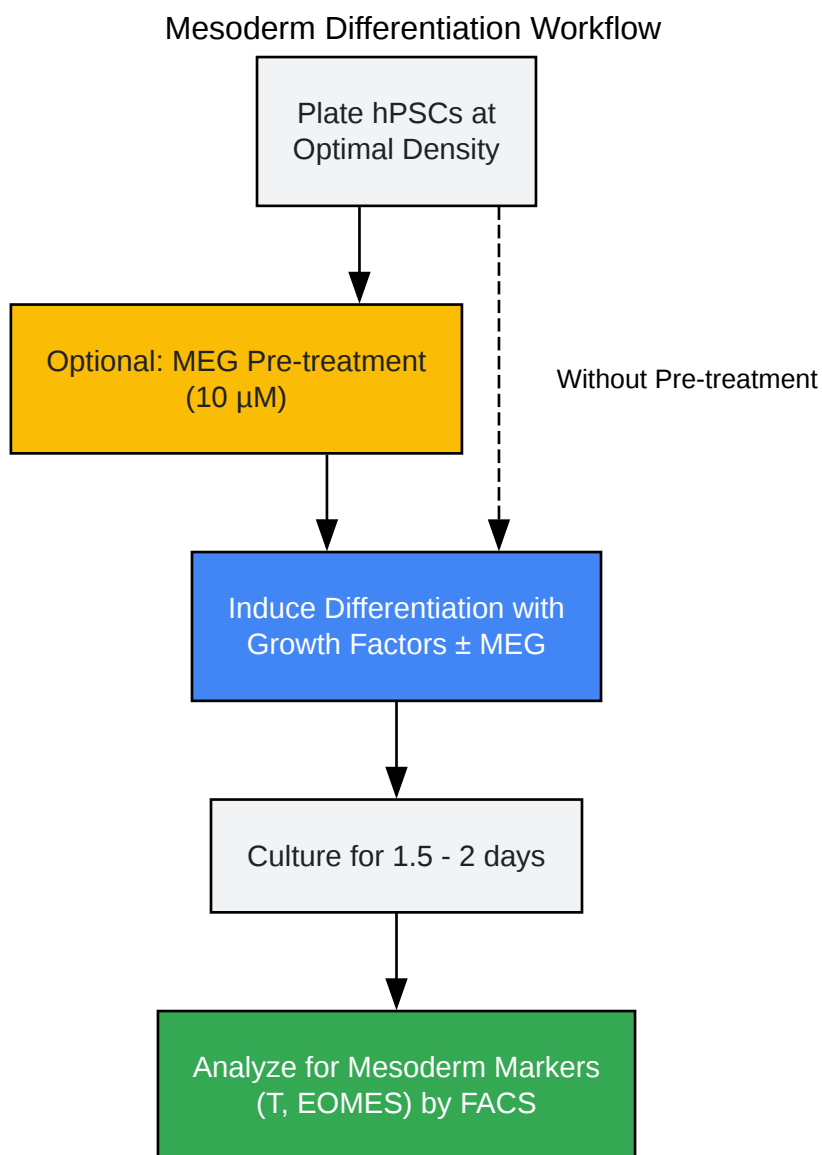 Mesoderm Differentiation Workflow
Plate hPSCs at
Optimal Density
Optional: MEG Pre-treatment
(10 µM)
Without Pre-treatment
Induce Differentiation with
Growth Factors ± MEG
Culture for 1.5 - 2 days
Analyze for Mesoderm Markers
(T, EOMES) by FACS